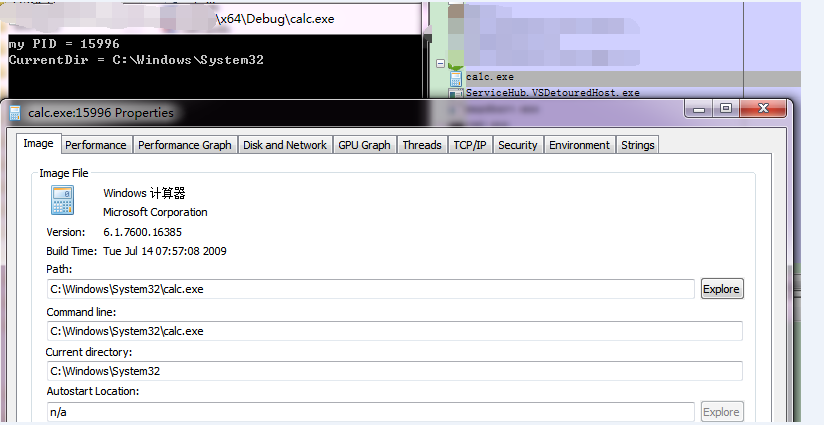 \x64\Debug\calc.exe
my PID = 15996
CurrentDir = C:\Windows\System32
calc.exe
ServiceHub.VSDetouredHost.exe
calc.exe:15996 Properties
Image
Performance
Performance Graph
Disk and Network
GPU Graph
Threads
TCP/IP
Security
Environment
Strings
Image File
Windows 计算器
Microsoft Corporation
Version: 6.1.7600.16385
Build Time: Tue Jul 14 07:57:08 2009
Path:
C:\Windows\System32\calc.exe
Explore
Command line:
C:\Windows\System32\calc.exe
Current directory:
C:\Windows\System32
Autostart Location:
n/a
Explore